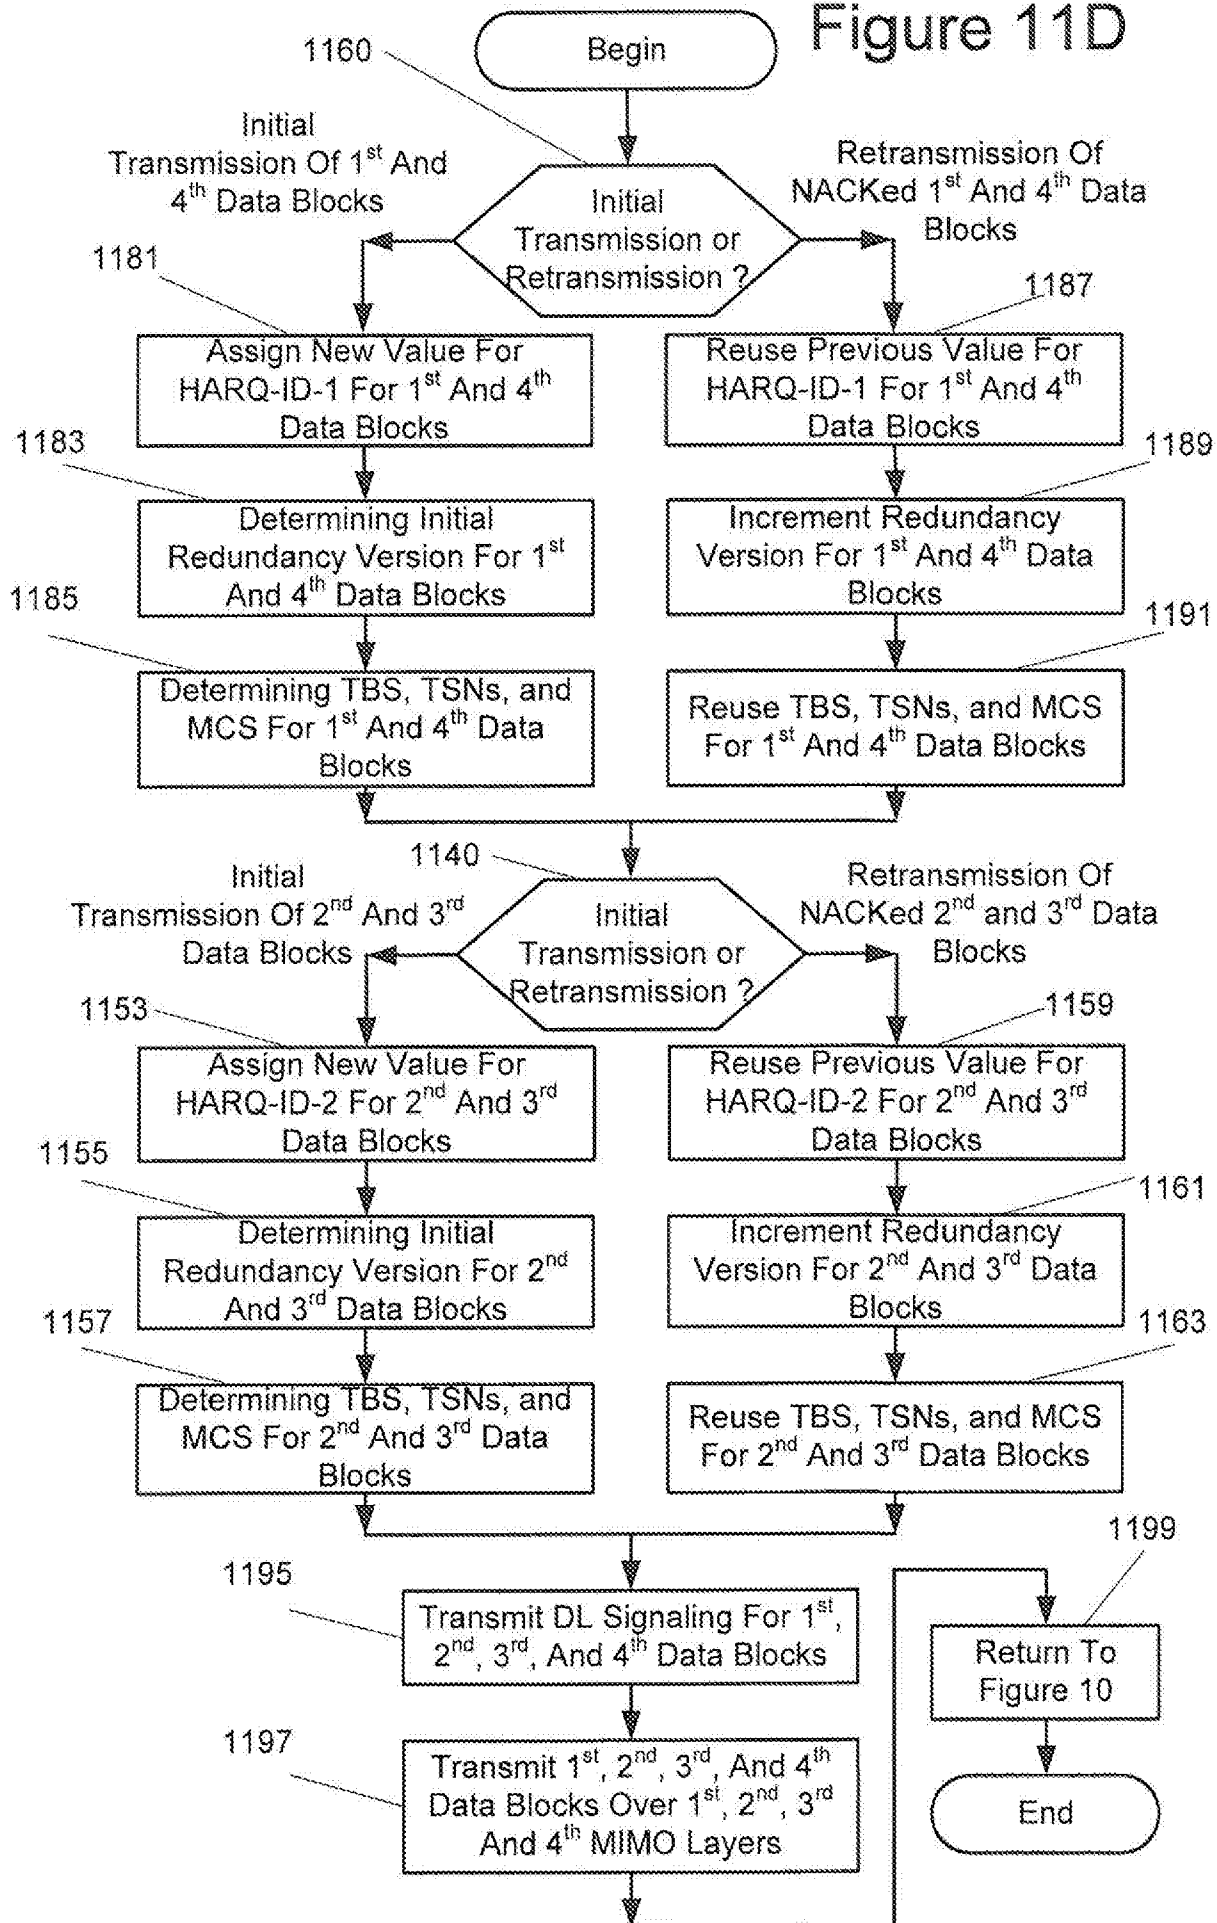 Figure 11D
1160
Begin
Initial
Transmission Of 1st And
4th Data Blocks
Retransmission Of
NACKed 1st And 4th Data
Blocks
Initial
Transmission or
Retransmission ?
1181
1187
Assign New Value For
HARQ-ID-1 For 1st And 4th
Data Blocks
Reuse Previous Value For
HARQ-ID-1 For 1st And 4th
Data Blocks
1183
1189
Determining Initial
Redundancy Version For 1st
And 4th Data Blocks
Increment Redundancy
Version For 1st And 4th Data
Blocks
1185
1191
Determining TBS, TSNs, and
MCS For 1st And 4th Data
Blocks
Reuse TBS, TSNs, and MCS
For 1st And 4th Data Blocks
1140
Initial
Transmission Of 2nd And 3rd
Data Blocks
Retransmission Of
NACKed 2nd and 3rd Data
Blocks
Initial
Transmission or
Retransmission ?
1153
1159
Assign New Value For
HARQ-ID-2 For 2nd And 3rd
Data Blocks
Reuse Previous Value For
HARQ-ID-2 For 2nd And 3rd
Data Blocks
1155
1161
Determining Initial
Redundancy Version For 2nd
And 3rd Data Blocks
Increment Redundancy
Version For 2nd And 3rd Data
Blocks
1157
1163
Determining TBS, TSNs, and
MCS For 2nd And 3rd Data
Blocks
Reuse TBS, TSNs, and MCS
For 2nd And 3rd Data Blocks
1195
1199
Transmit DL Signaling For 1st,
2nd, 3rd, And 4th Data Blocks
Return To
Figure 10
1197
Transmit 1st, 2nd, 3rd, And 4th
Data Blocks Over 1st, 2nd, 3rd
And 4th MIMO Layers
End